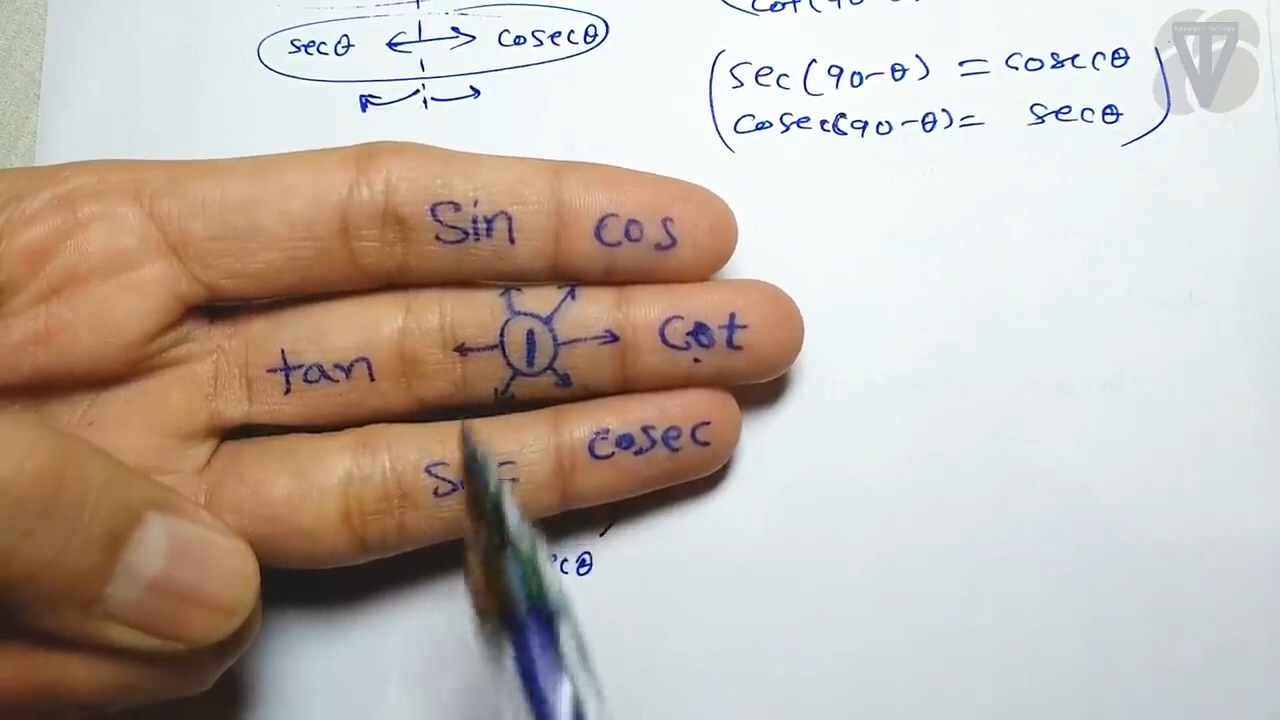 secθ ↔ cosecθ
sec(90-θ) = cosecθ
cosec(90-θ) = secθ
Sin cos
tan 1 cot
cosec